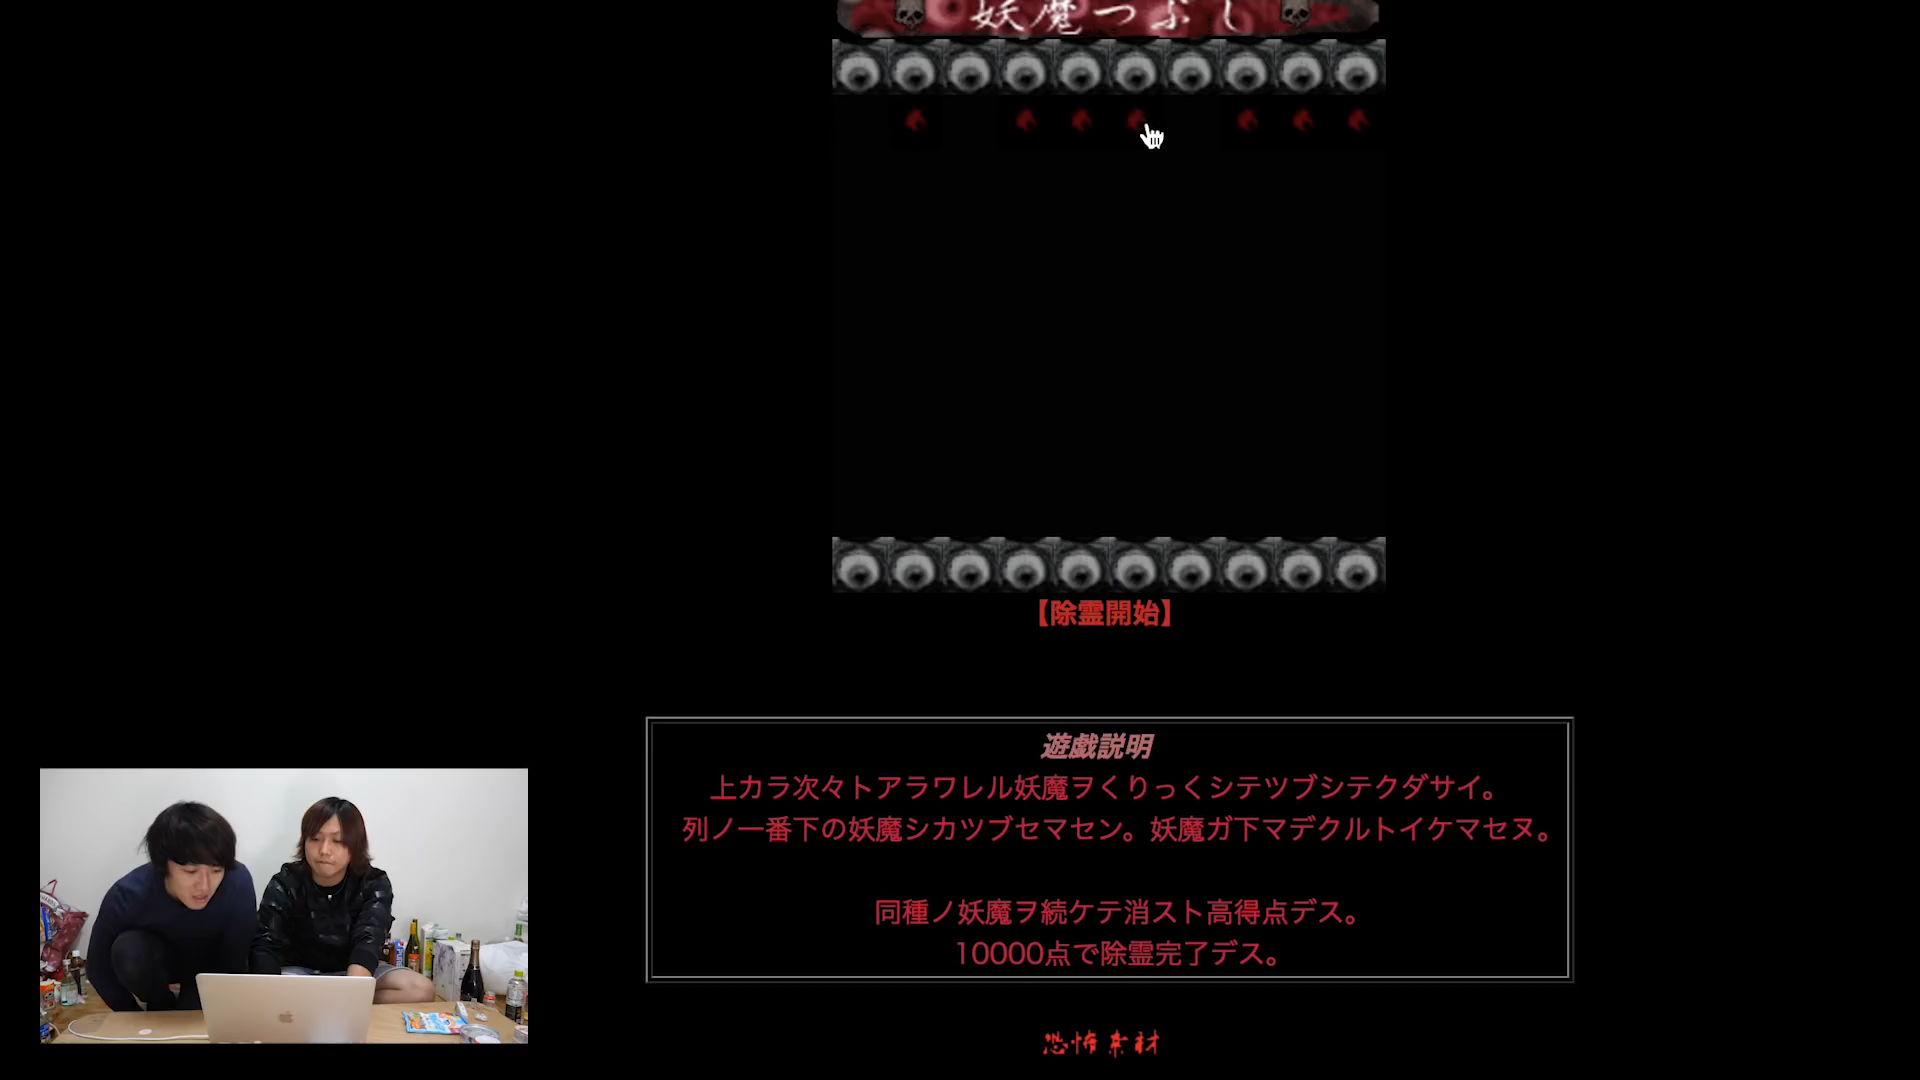 妖魔つぶし
【除霊開始】
遊戯説明
上カラ次々トアラワレル妖魔ヲくりっくシテツブシテクダサイ。
列ノ一番下の妖魔シカツブセマセン。妖魔ガ下マデクルトイケマセヌ。
同種ノ妖魔ヲ続ケテ消スト高得点デス。
10000点で除霊完了デス。
恐怖素材